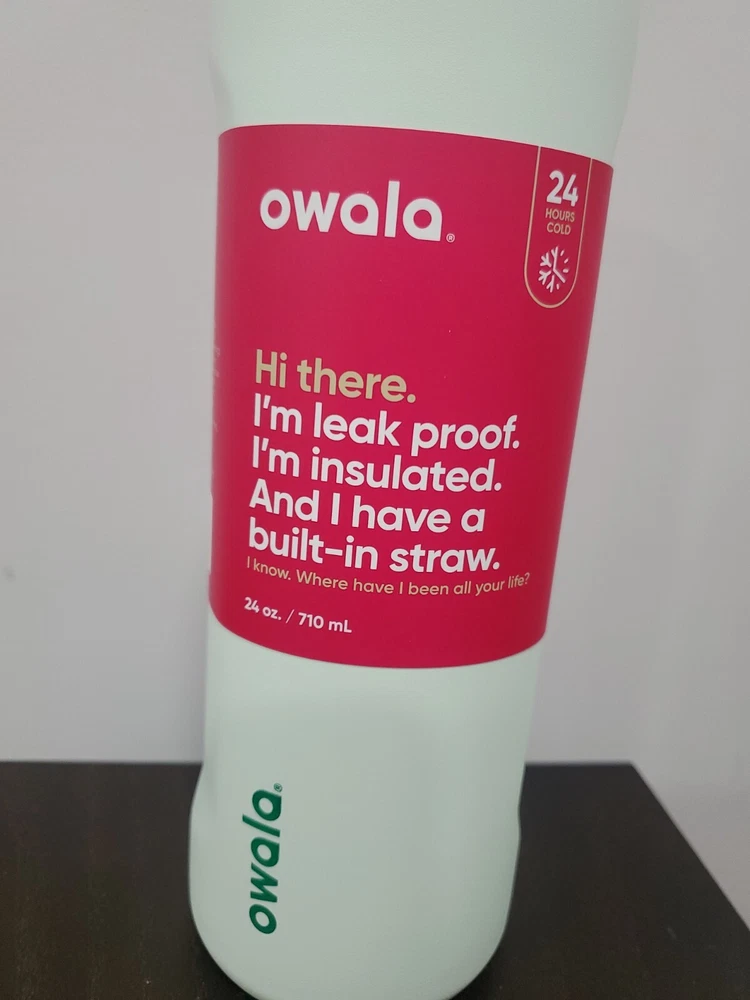 owala®
24
HOURS
COLD
Hi there.
I'm leak proof.
I'm insulated.
And I have a
built-in straw.
I know. Where have I been all your life?
24 oz. / 710 mL
owala®